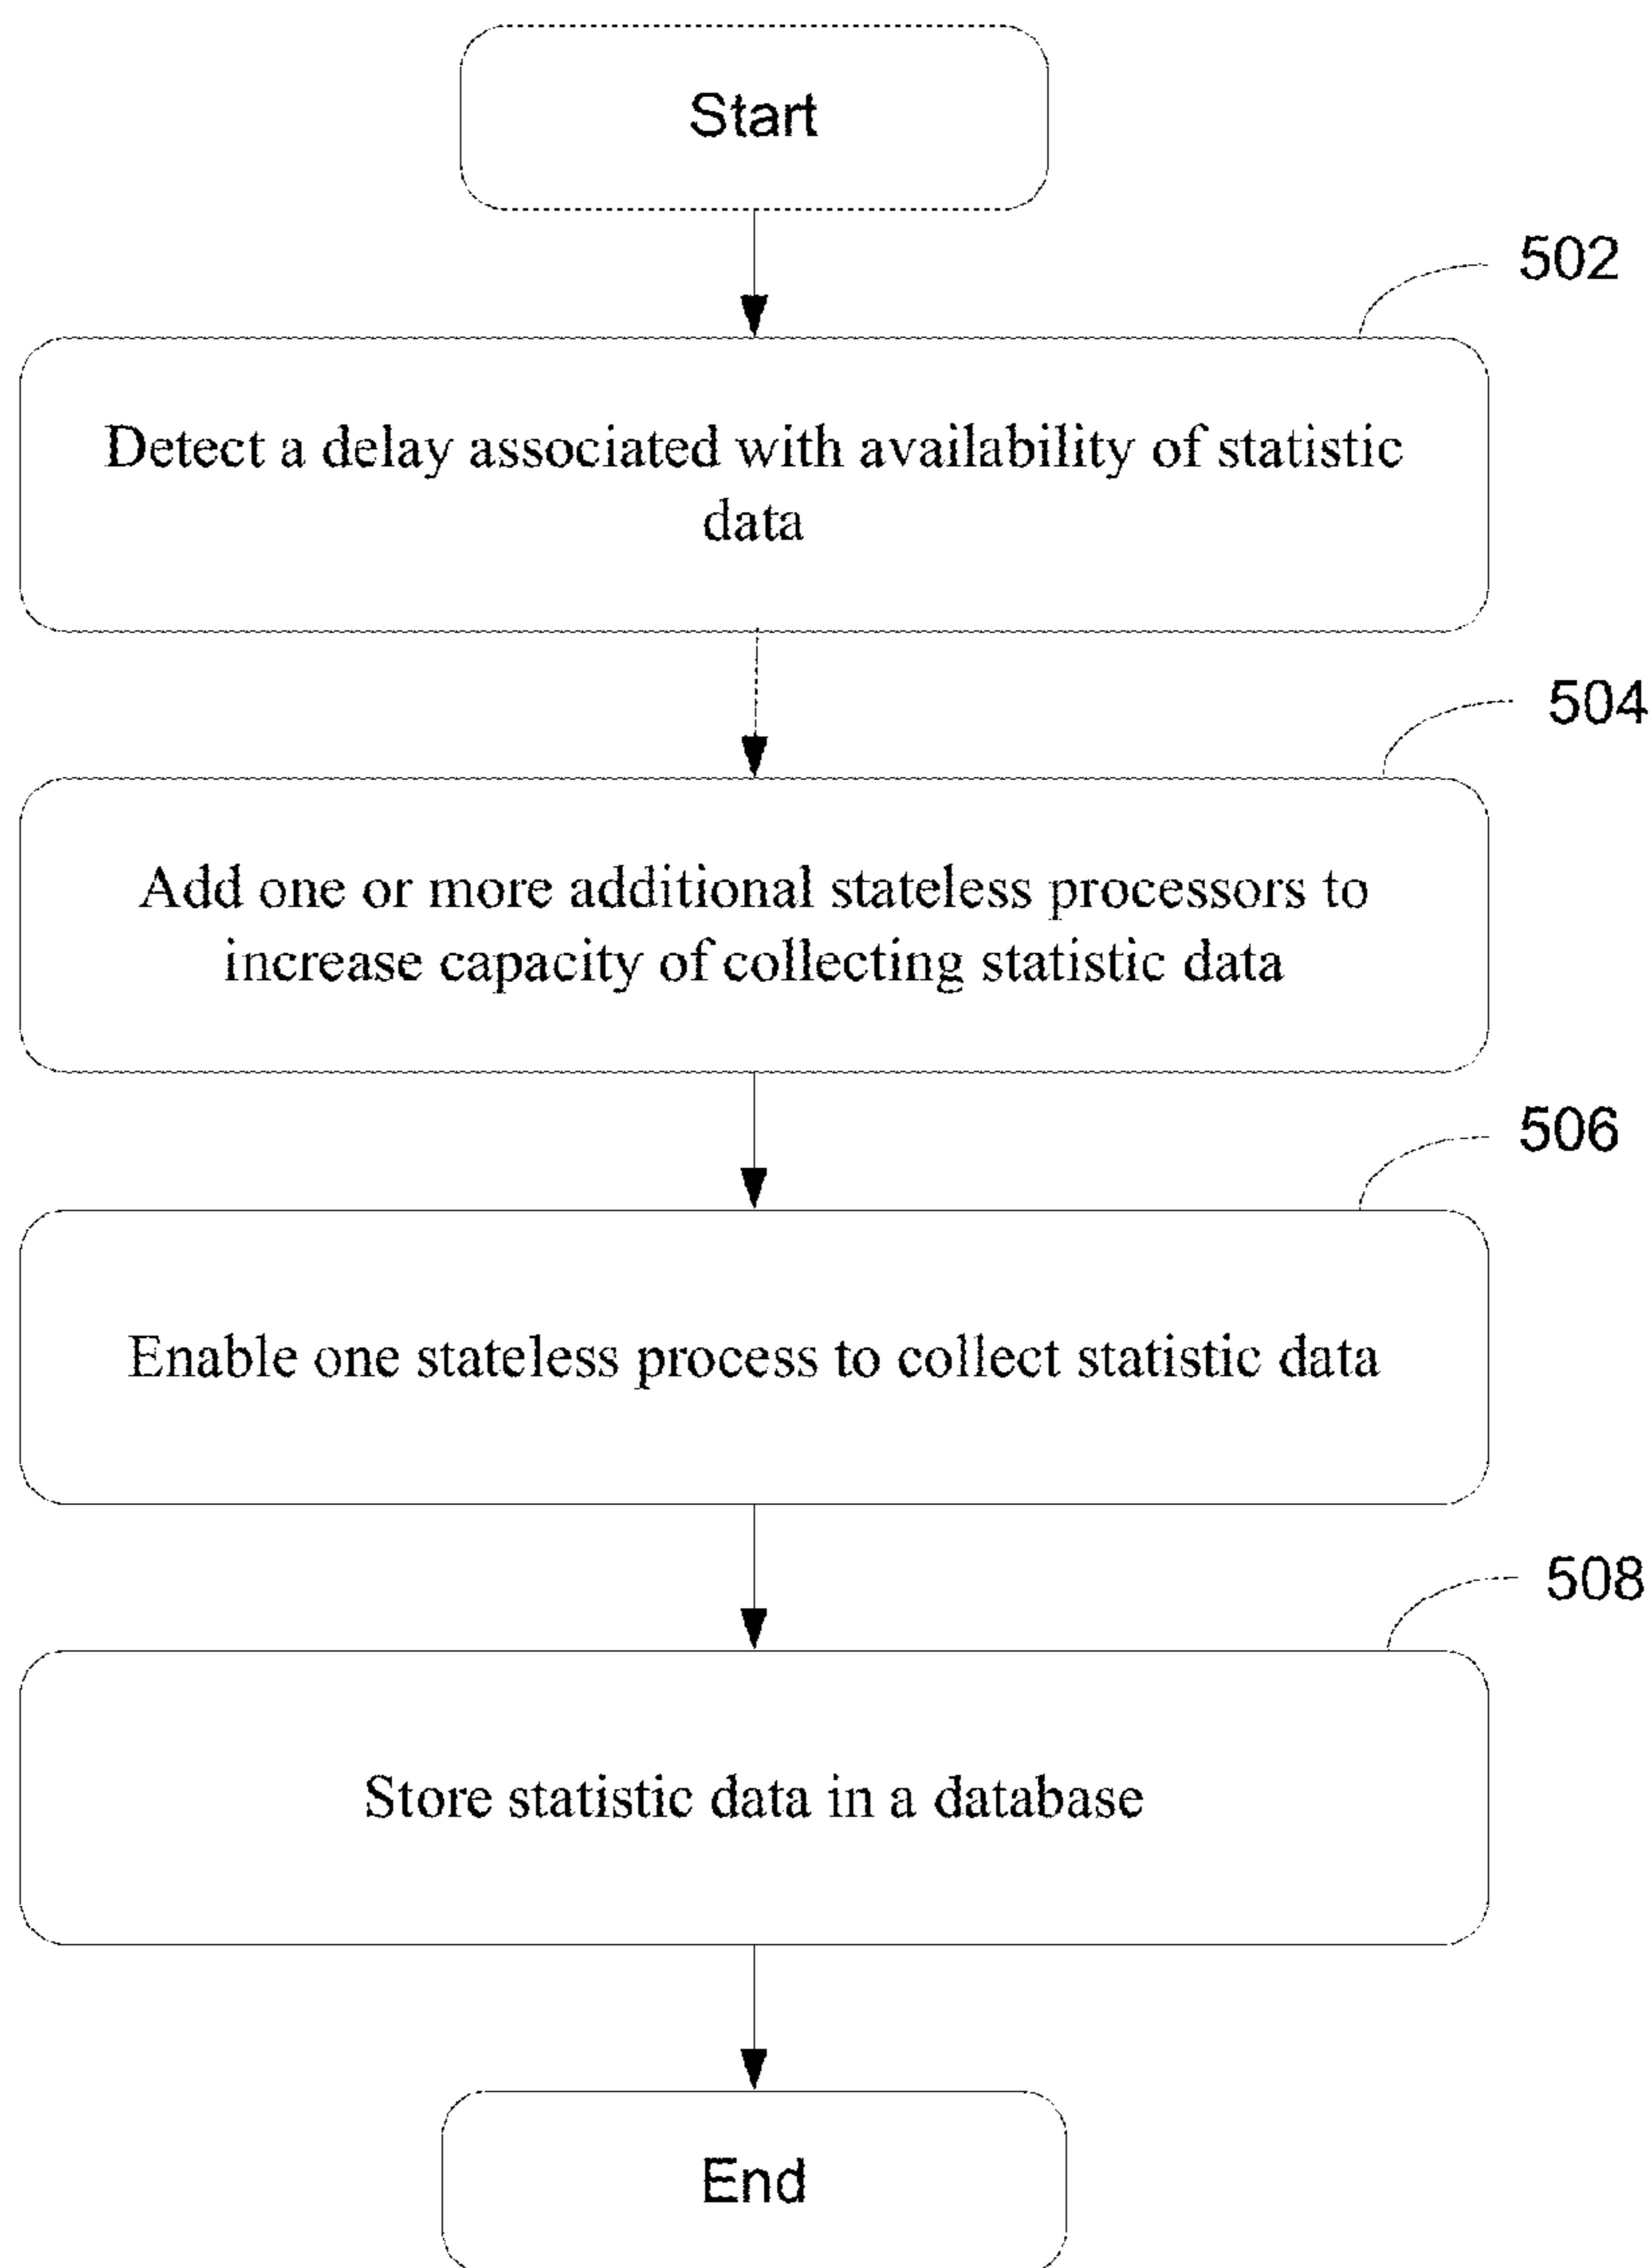 Start
502
Detect a delay associated with availability of statistic
data
504
Add one or more additional stateless processors to
increase capacity of collecting statistic data
506
Enable one stateless process to collect statistic data
508
Store statistic data in a database
End